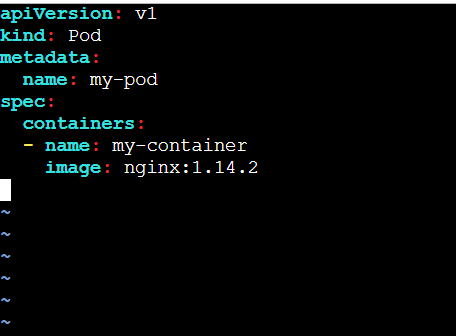 apiVersion: v1
kind: Pod
metadata:
  name: my-pod
spec:
  containers:
  - name: my-container
    image: nginx:1.14.2
~
~
~
~
~
~